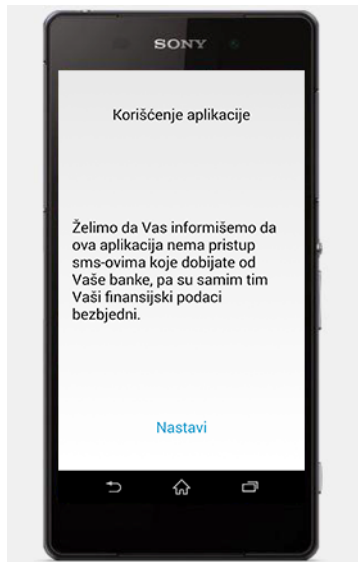 SONY
Korišćenje aplikacije
Želimo da Vas informišemo da
ova aplikacija nema pristup
sms-ovima koje dobijate od
Vaše banke, pa su samim tim
Vaši finansijski podaci
bezbjedni.
Nastavi